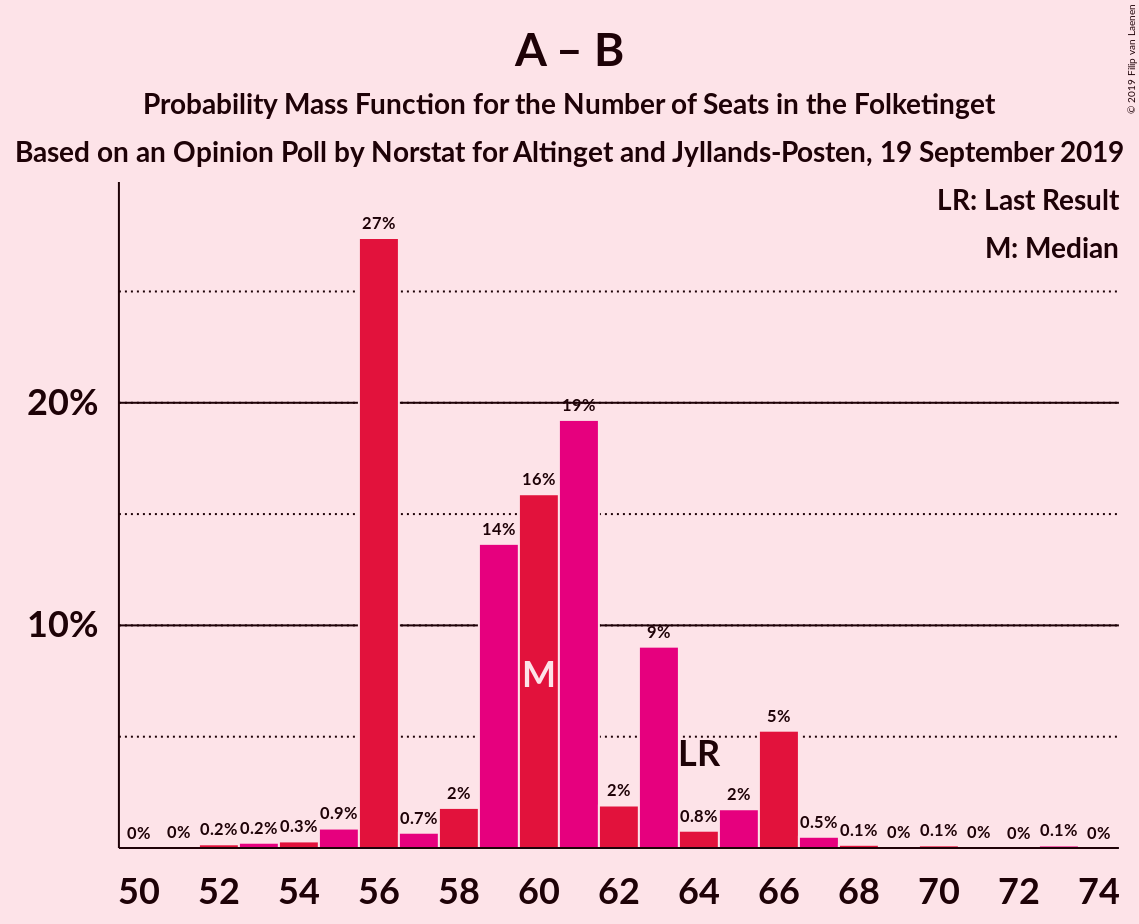 A – B
Probability Mass Function for the Number of Seats in the Folketinget
Based on an Opinion Poll by Norstat for Altinget and Jyllands-Posten, 19 September 2019
© 2019 Filip van Laenen
LR: Last Result
M: Median
20%
10%
0% 0% 0.2% 0.2% 0.3% 0.9% 27% 0.7% 2% 14% 16% 19% 2% 9% 0.8% 2% 5% 0.5% 0.1% 0% 0.1% 0% 0% 0.1% 0%
M
LR
50 52 54 56 58 60 62 64 66 68 70 72 74